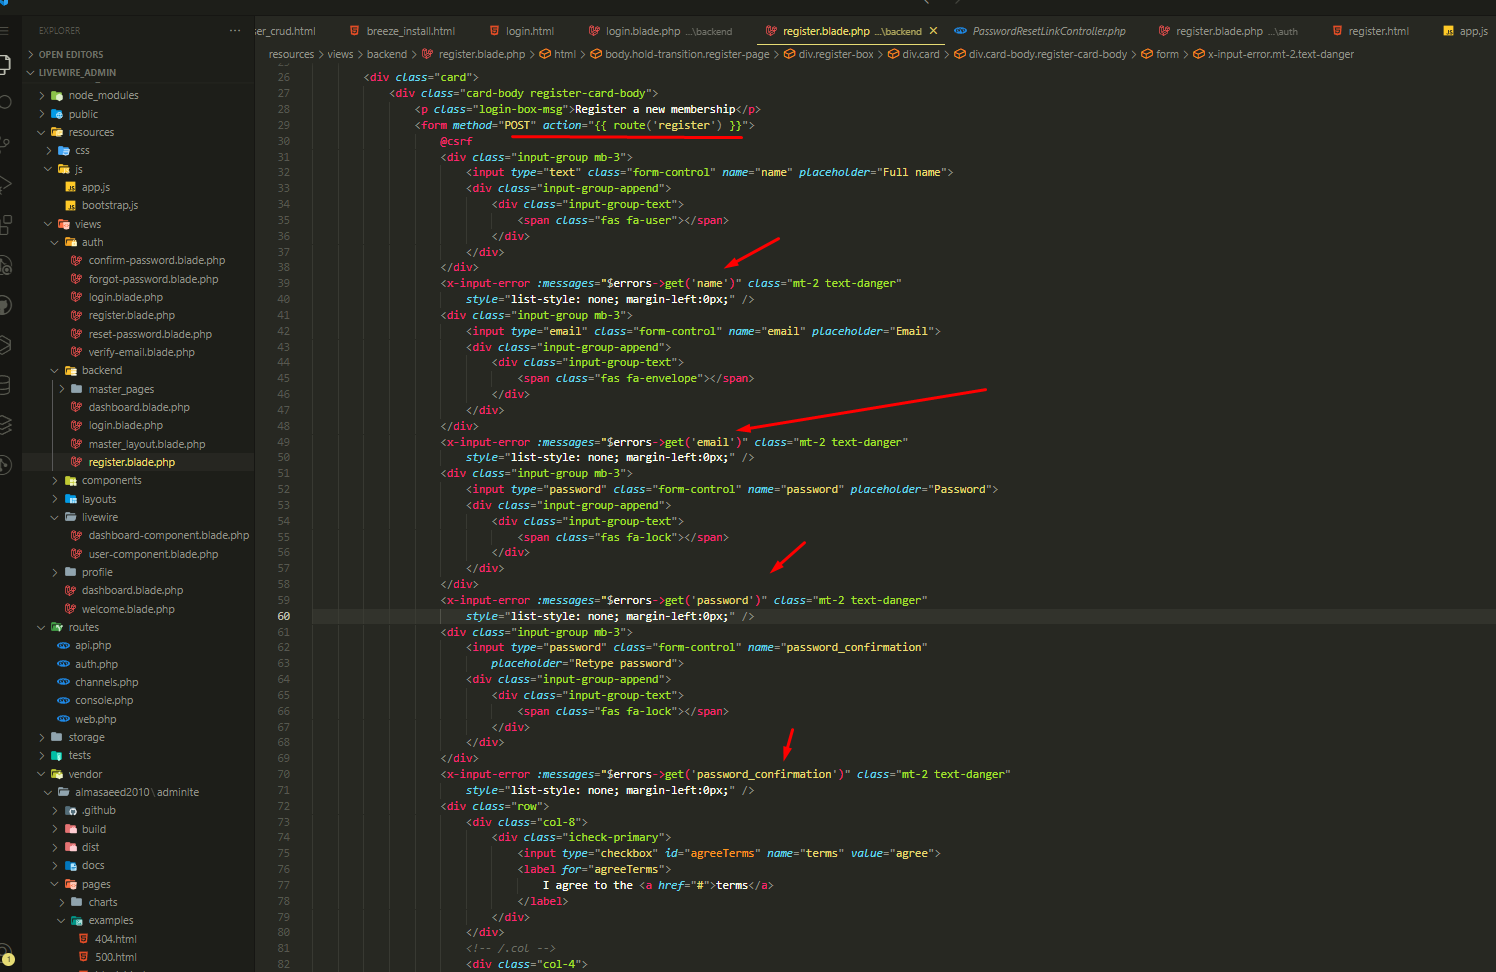 ser_crud.html
breeze_install.html
login.html
login.blade.php ...\backend
register.blade.php ...\backend
PasswordResetLinkController.php
register.blade.php ...\auth
register.html
app.js
EXPLORER
OPEN EDITORS
LIVEWIRE_ADMIN
node_modules
public
resources
css
js
app.js
bootstrap.js
views
auth
confirm-password.blade.php
forgot-password.blade.php
login.blade.php
register.blade.php
reset-password.blade.php
verify-email.blade.php
backend
master_pages
dashboard.blade.php
login.blade.php
master_layout.blade.php
register.blade.php
components
layouts
livewire
dashboard-component.blade.php
user-component.blade.php
profile
dashboard.blade.php
welcome.blade.php
routes
api.php
auth.php
channels.php
console.php
web.php
storage
tests
vendor
almasaeed2010 \ adminlte
.github
build
dist
docs
pages
charts
examples
404.html
500.html
1
resources > views > backend > register.blade.php > html > body.hold-transition.register-page > div.register-box > div.card > div.card-body.register-card-body > form > x-input-error.mt-2.text-danger
26 <div class="card">
27 <div class="card-body register-card-body">
28 <p class="login-box-msg">Register a new membership</p>
29 <form method="POST" action="{{ route('register') }}">
30 @csrf
31 <div class="input-group mb-3">
32 <input type="text" class="form-control" name="name" placeholder="Full name">
33 <div class="input-group-append">
34 <div class="input-group-text">
35 <span class="fas fa-user"></span>
36 </div>
37 </div>
38 </div>
39 <x-input-error :messages="$errors->get('name')" class="mt-2 text-danger"
40 style="list-style: none; margin-left:0px;" />
41 <div class="input-group mb-3">
42 <input type="email" class="form-control" name="email" placeholder="Email">
43 <div class="input-group-append">
44 <div class="input-group-text">
45 <span class="fas fa-envelope"></span>
46 </div>
47 </div>
48 </div>
49 <x-input-error :messages="$errors->get('email')" class="mt-2 text-danger"
50 style="list-style: none; margin-left:0px;" />
51 <div class="input-group mb-3">
52 <input type="password" class="form-control" name="password" placeholder="Password">
53 <div class="input-group-append">
54 <div class="input-group-text">
55 <span class="fas fa-lock"></span>
56 </div>
57 </div>
58 </div>
59 <x-input-error :messages="$errors->get('password')" class="mt-2 text-danger"
60 style="list-style: none; margin-left:0px;" />
61 <div class="input-group mb-3">
62 <input type="password" class="form-control" name="password_confirmation"
63 placeholder="Retype password">
64 <div class="input-group-append">
65 <div class="input-group-text">
66 <span class="fas fa-lock"></span>
67 </div>
68 </div>
69 </div>
70 <x-input-error :messages="$errors->get('password_confirmation')" class="mt-2 text-danger"
71 style="list-style: none; margin-left:0px;" />
72 <div class="row">
73 <div class="col-8">
74 <div class="icheck-primary">
75 <input type="checkbox" id="agreeTerms" name="terms" value="agree">
76 <label for="agreeTerms">
77 I agree to the <a href="#">terms</a>
78 </label>
79 </div>
80 </div>
81 <!-- /.col -->
82 <div class="col-4">